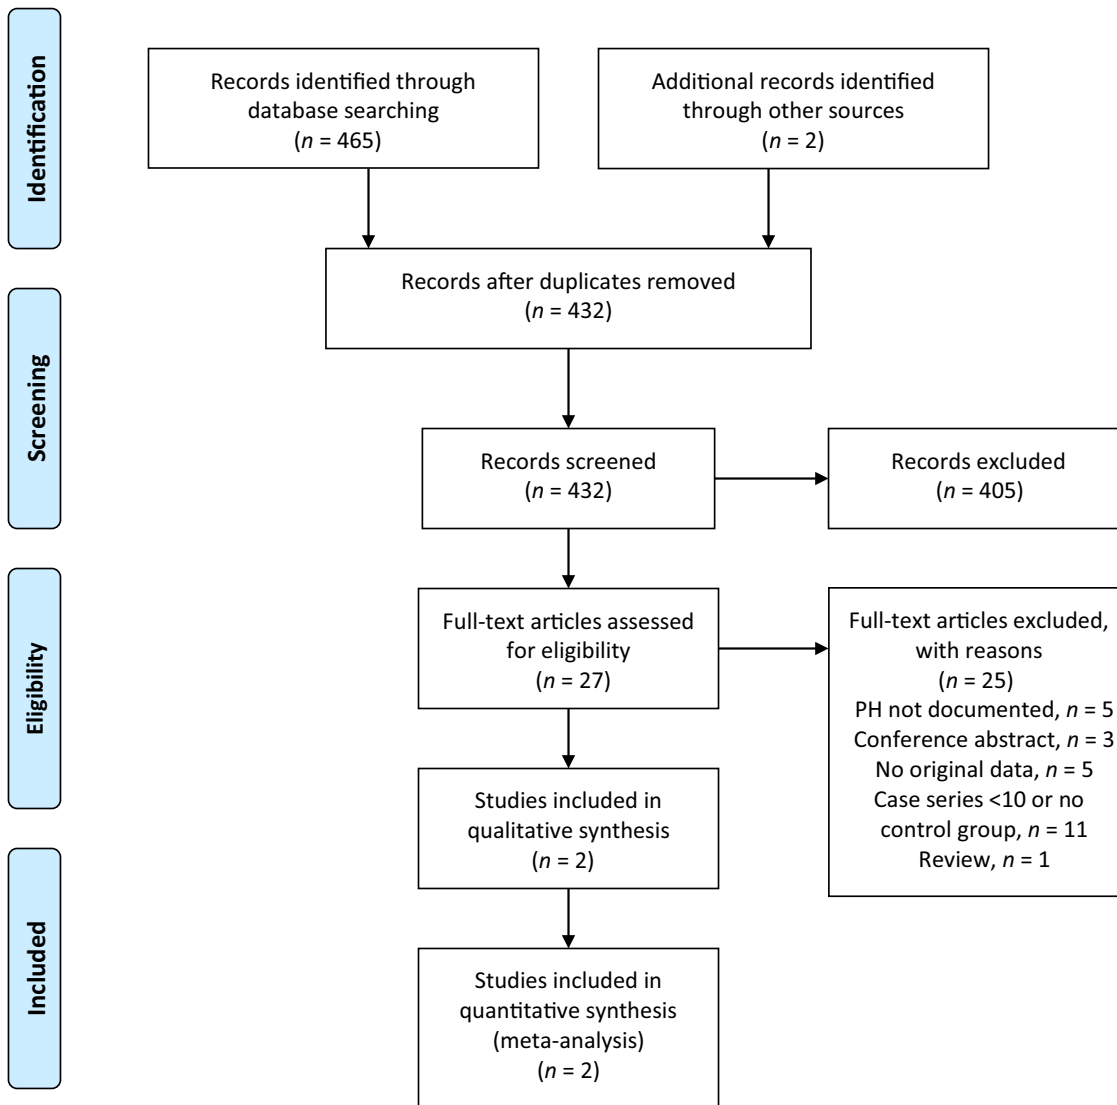 Identification
Records identified through
database searching
(n = 465)
Additional records identified
through other sources
(n = 2)
Records after duplicates removed
(n = 432)
Screening
Records screened
(n = 432)
Records excluded
(n = 405)
Eligibility
Full-text articles assessed
for eligibility
(n = 27)
Full-text articles excluded,
with reasons
(n = 25)
PH not documented, n = 5
Conference abstract, n = 3
No original data, n = 5
Case series <10 or no
control group, n = 11
Review, n = 1
Studies included in
qualitative synthesis
(n = 2)
Included
Studies included in
quantitative synthesis
(meta-analysis)
(n = 2)